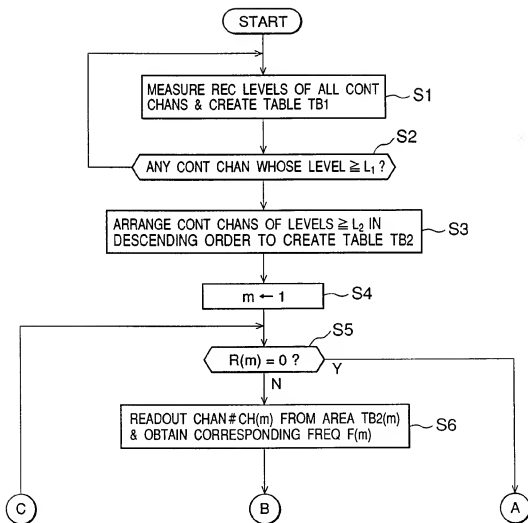 START
MEASURE REC LEVELS OF ALL CONT
CHANS & CREATE TABLE TB1
S1
S2
ANY CONT CHAN WHOSE LEVEL ≧ L₁ ?
ARRANGE CONT CHANS OF LEVELS ≧ L₂ IN
DESCENDING ORDER TO CREATE TABLE TB2
S3
m ← 1
S4
S5
R(m) = 0 ?
Y
N
READOUT CHAN # CH(m) FROM AREA TB2(m)
& OBTAIN CORRESPONDING FREQ F(m)
S6
C
B
A